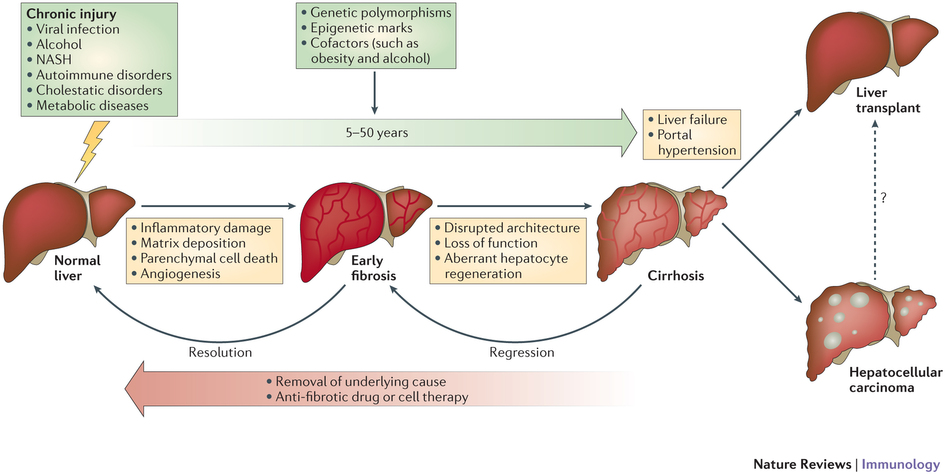 Chronic injury
• Viral infection
• Alcohol
• NASH
• Autoimmune disorders
• Cholestatic disorders
• Metabolic diseases
• Genetic polymorphisms
• Epigenetic marks
• Cofactors (such as
obesity and alcohol)
5–50 years
• Liver failure
• Portal
hypertension
Liver
transplant
?
Normal
liver
• Inflammatory damage
• Matrix deposition
• Parenchymal cell death
• Angiogenesis
Early
fibrosis
• Disrupted architecture
• Loss of function
• Aberrant hepatocyte
regeneration
Cirrhosis
Hepatocellular
carcinoma
Resolution
Regression
• Removal of underlying cause
• Anti-fibrotic drug or cell therapy
Nature Reviews | Immunology